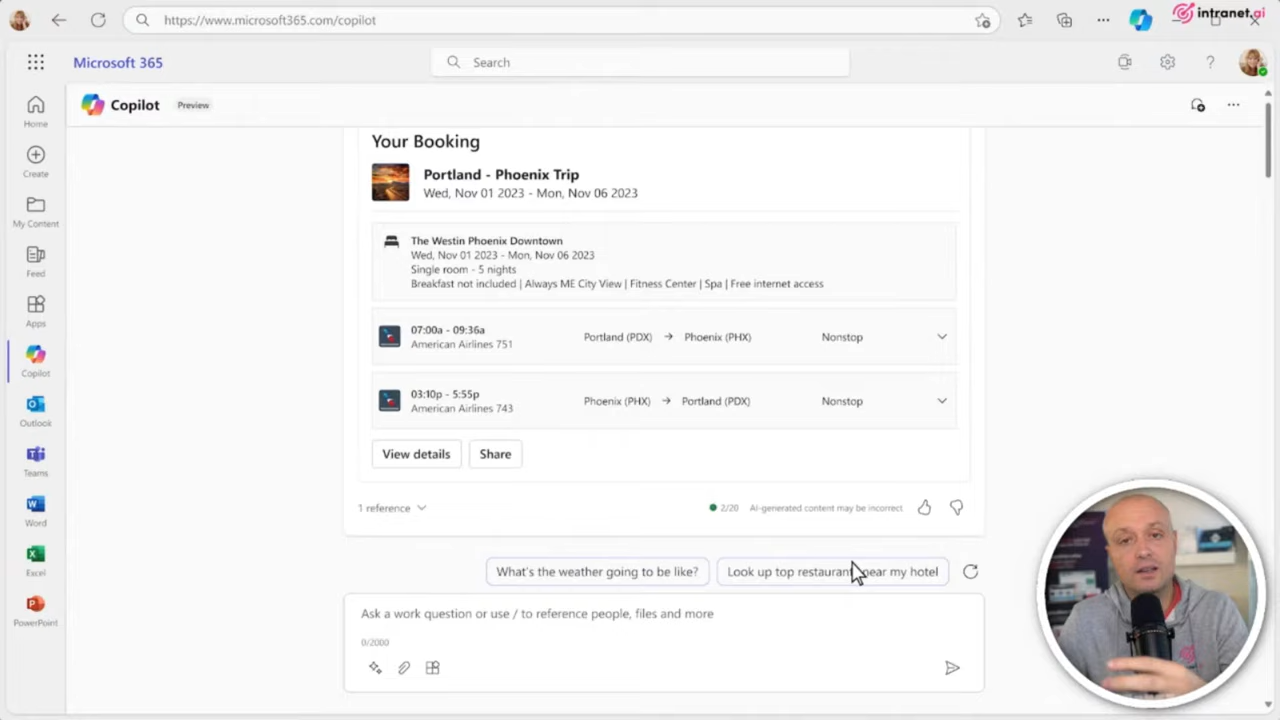 https://www.microsoft365.com/copilot
intranet.ai
Microsoft 365
Search
Copilot Preview
Home
Create
My Content
Feed
Apps
Copilot
Outlook
Teams
Word
Excel
PowerPoint
Your Booking
Portland - Phoenix Trip
Wed, Nov 01 2023 - Mon, Nov 06 2023
The Westin Phoenix Downtown
Wed, Nov 01 2023 - Mon, Nov 06 2023
Single room - 5 nights
Breakfast not included | Always ME City View | Fitness Center | Spa | Free internet access
07:00a - 09:36a
American Airlines 751
Portland (PDX) → Phoenix (PHX) Nonstop
03:10p - 5:55p
American Airlines 743
Phoenix (PHX) → Portland (PDX) Nonstop
View details Share
1 reference 2/20 AI-generated content may be incorrect
What's the weather going to be like? Look up top restaurants near my hotel
Ask a work question or use / to reference people, files and more
0/2000